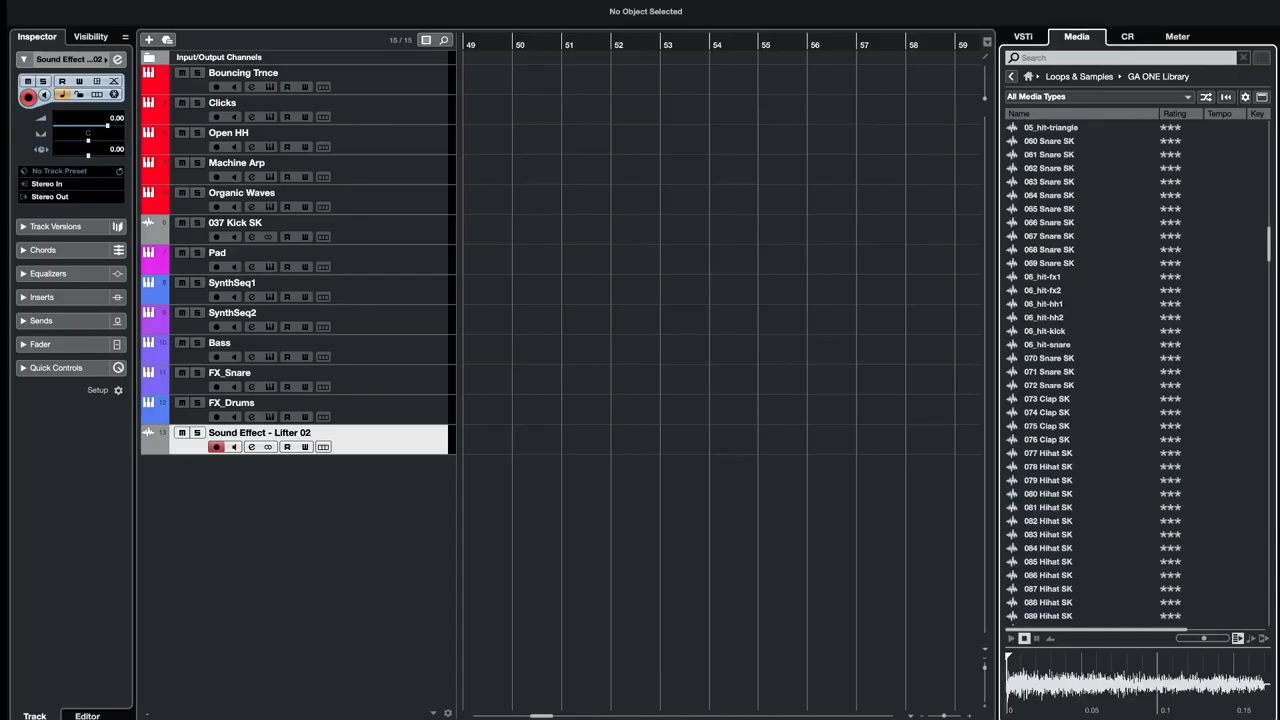 No Object Selected
Inspector
Visibility
Sound Effect ...02
M S R W
0.00
C
0.00
No Track Preset
Stereo In
Stereo Out
Track Versions
Chords
Equalizers
Inserts
Sends
Fader
Quick Controls
Setup
Track
Editor
15 / 15
Input/Output Channels
M S Bouncing Trnce
R W
M S Clicks
R W
M S Open HH
R W
M S Machine Arp
R W
M S Organic Waves
R W
6 M S 037 Kick SK
R W
M S Pad
R W
8 M S SynthSeq1
R W
9 M S SynthSeq2
R W
10 M S Bass
R W
11 M S FX_Snare
R W
12 M S FX_Drums
R W
13 M S Sound Effect - Lifter 02
R W
49 50 51 52 53 54 55 56 57 58 59
VSTi
Media
CR
Meter
Search
Loops & Samples
GA ONE Library
All Media Types
Name Rating Tempo Key
05_hit-triangle
060 Snare SK
061 Snare SK
062 Snare SK
063 Snare SK
064 Snare SK
065 Snare SK
066 Snare SK
067 Snare SK
068 Snare SK
069 Snare SK
06_hit-fx1
06_hit-fx2
06_hit-hh1
06_hit-hh2
06_hit-kick
06_hit-snare
070 Snare SK
071 Snare SK
072 Snare SK
073 Clap SK
074 Clap SK
075 Clap SK
076 Clap SK
077 Hihat SK
078 Hihat SK
079 Hihat SK
080 Hihat SK
081 Hihat SK
082 Hihat SK
083 Hihat SK
084 Hihat SK
085 Hihat SK
086 Hihat SK
087 Hihat SK
088 Hihat SK
089 Hihat SK
0 0.05 0.1 0.15